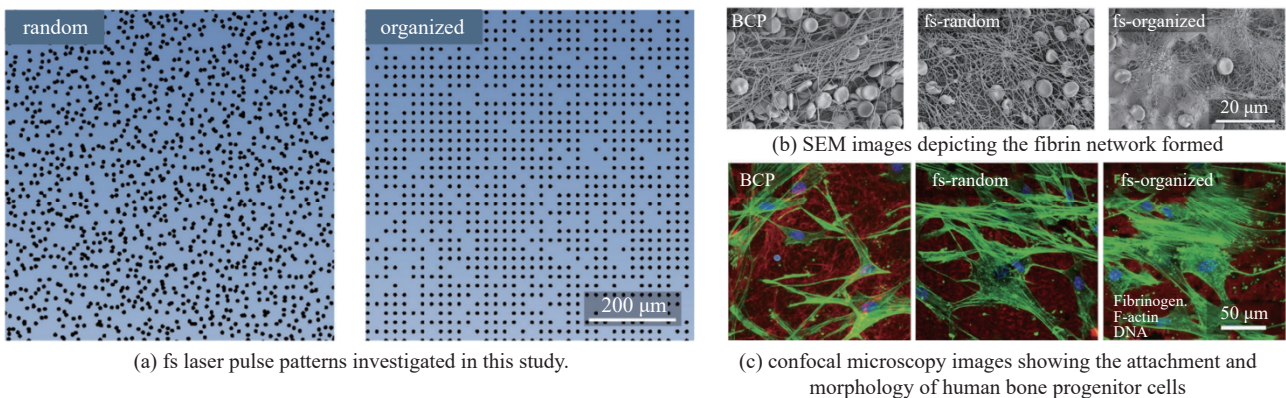 random
organized
200 μm
(a) fs laser pulse patterns investigated in this study.
BCP
fs-random
fs-organized
20 μm
(b) SEM images depicting the fibrin network formed
BCP
fs-random
fs-organized
Fibrinogen.
F-actin
DNA
50 μm
(c) confocal microscopy images showing the attachment and
morphology of human bone progenitor cells